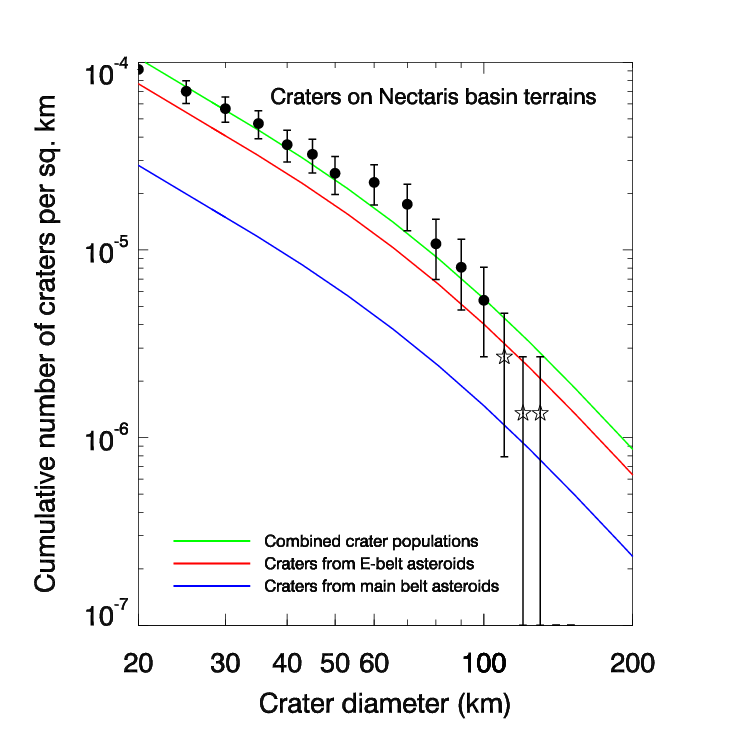 Craters on Nectaris basin terrains
Cumulative number of craters per sq. km
10-4
10-5
10-6
10-7
Combined crater populations
Craters from E-belt asteroids
Craters from main belt asteroids
20 30 40 50 60 100 200
Crater diameter (km)